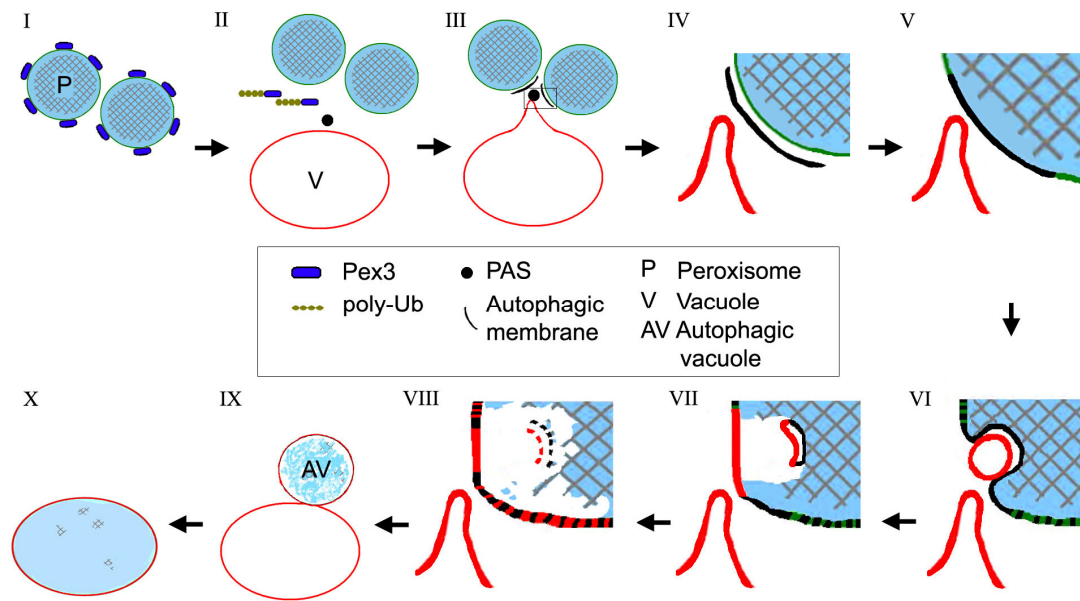 I
II
III
IV
V
P
V
Pex3
poly-Ub
PAS
Autophagic
membrane
P Peroxisome
V Vacuole
AV Autophagic
vacuole
X
IX
VIII
VII
VI
AV